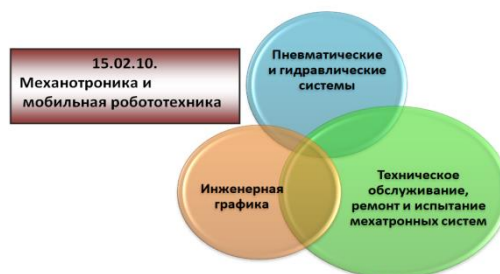 15.02.10.
Механотроника и
мобильная робототехника
Пневматические
и гидравлические
системы
Инженерная
графика
Техническое
обслуживание,
ремонт и испытание
мехатронных систем